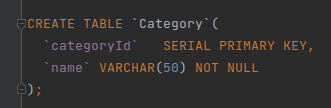 CREATE TABLE `Category`(
  `categoryId`   SERIAL PRIMARY KEY,
  `name` VARCHAR(50) NOT NULL
);